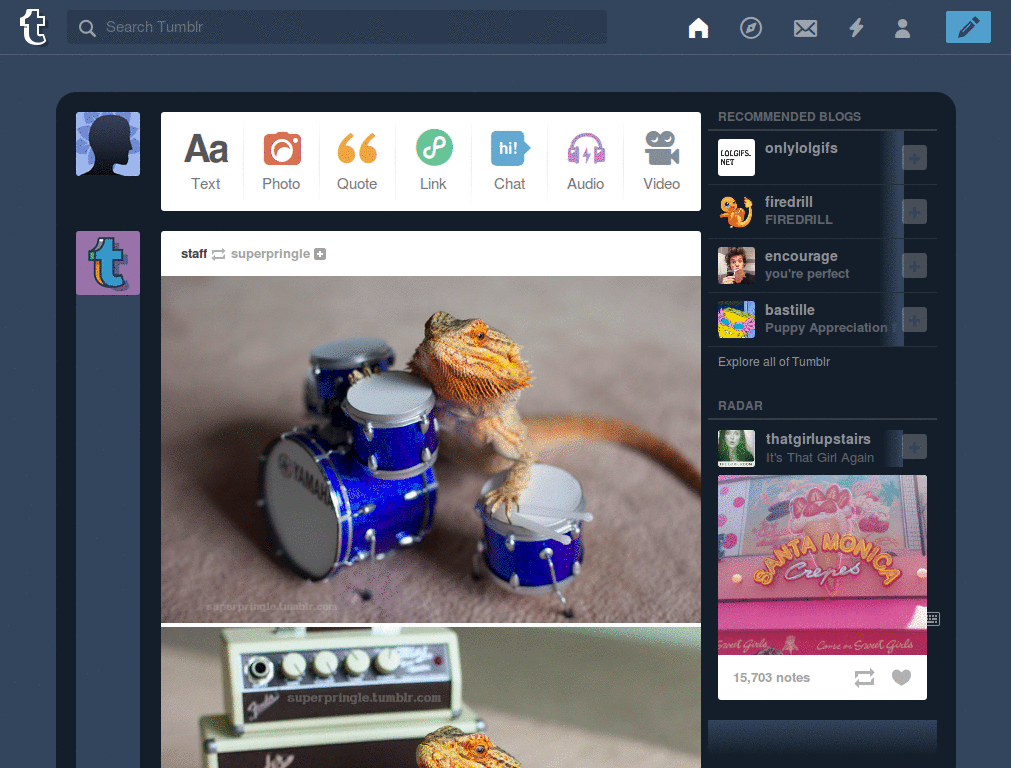 Search Tumblr
Aa
Text
Photo
Quote
Link
hi!
Chat
Audio
Video
staff superpringle
YAMAHA
superpringle.tumblr.com
superpringle.tumblr.com
Fender
RECOMMENDED BLOGS
LOLGIFS.
NET
onlylolgifs
firedrill
FIREDRILL
encourage
you're perfect
bastille
Puppy Appreciation
Explore all of Tumblr
RADAR
thatgirlupstairs
It's That Girl Again
SANTA MONICA
Crepes
Sweet Girls
Come on Sweet Girls
15,703 notes